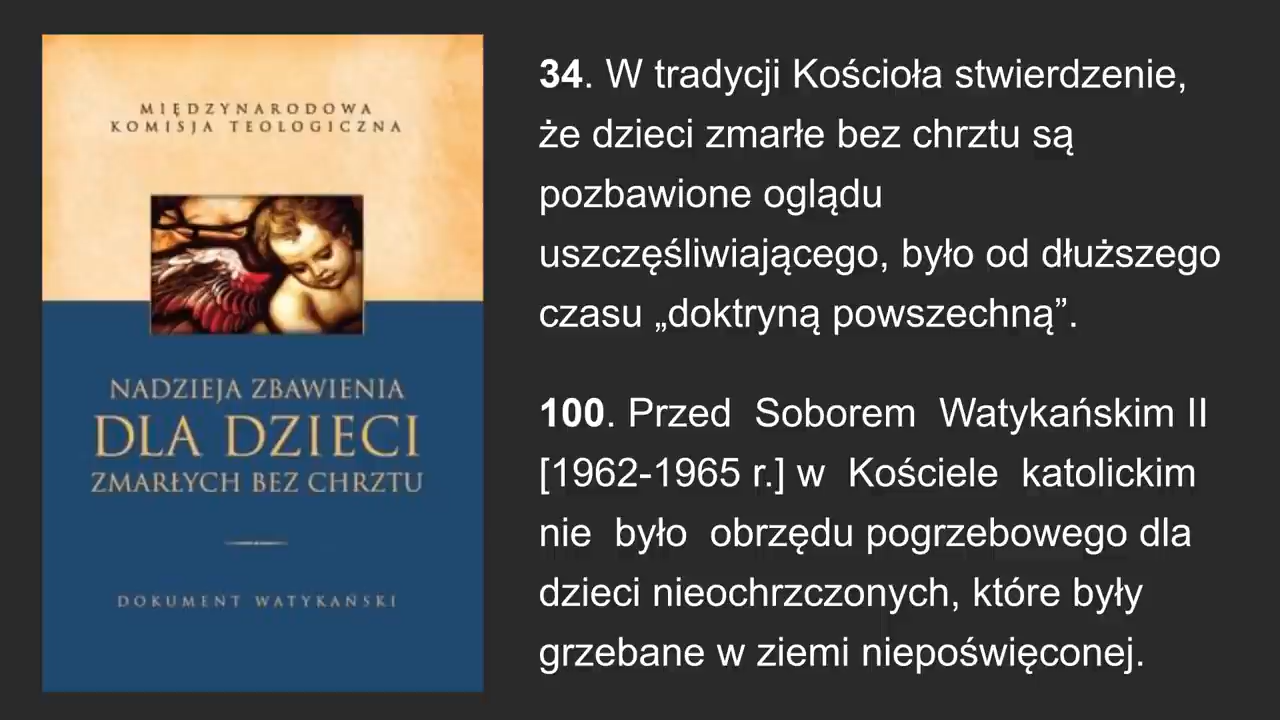 MIĘDZYNARODOWA
KOMISJA TEOLOGICZNA
NADZIEJA ZBAWIENIA
DLA DZIECI
ZMARŁYCH BEZ CHRZTU
DOKUMENT WATYKAŃSKI
34. W tradycji Kościoła stwierdzenie,
że dzieci zmarłe bez chrztu są
pozbawione oglądu
uszczęśliwiającego, było od dłuższego
czasu „doktryną powszechną”.
100. Przed Soborem Watykańskim II
[1962-1965 r.] w Kościele katolickim
nie było obrzędu pogrzebowego dla
dzieci nieochrzczonych, które były
grzebane w ziemi niepoświęconej.